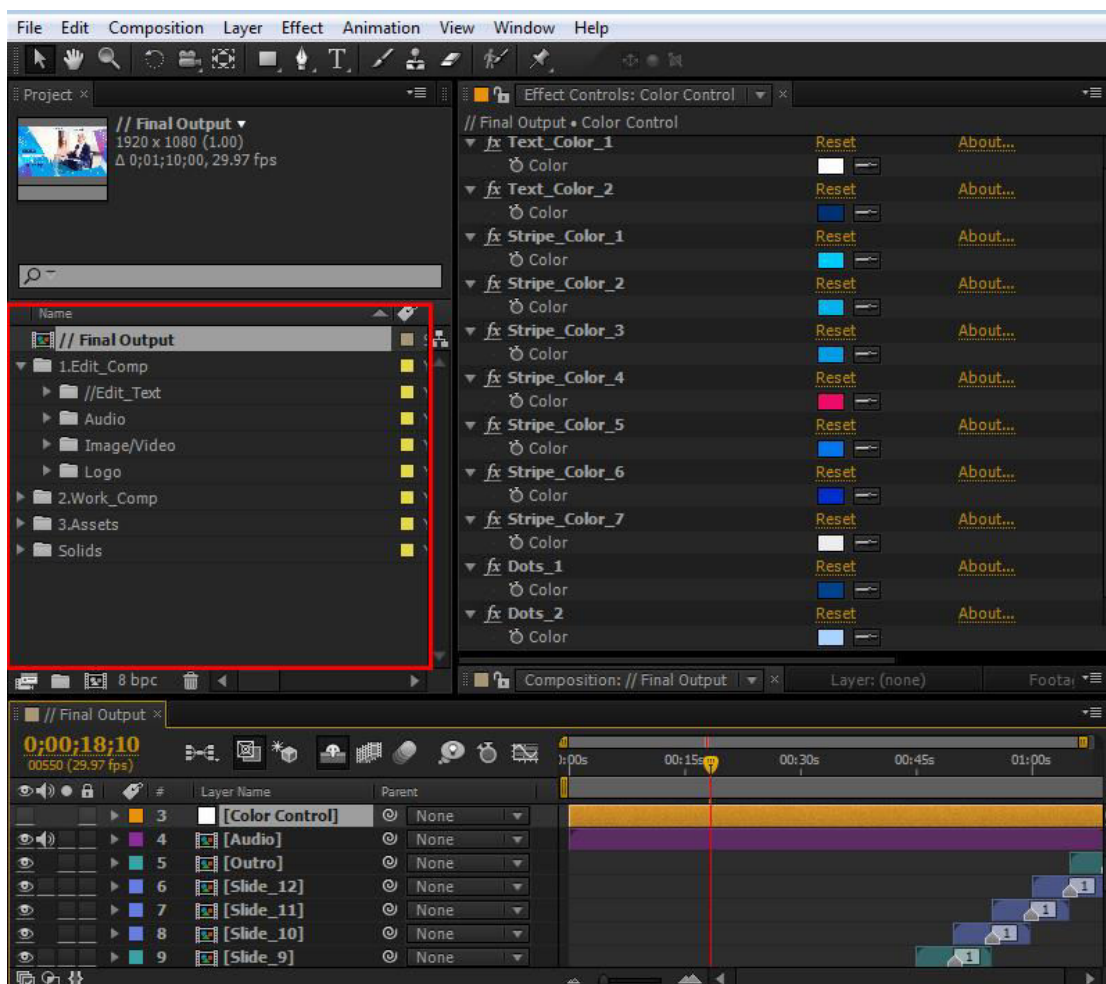 File Edit Composition Layer Effect Animation View Window Help
Project
// Final Output
1920 x 1080 (1.00)
Δ 0;01;10;00, 29.97 fps
Name
// Final Output
1.Edit_Comp
//Edit_Text
Audio
Image/Video
Logo
2.Work_Comp
3.Assets
Solids
8 bpc
Effect Controls: Color Control
// Final Output • Color Control
fx Text_Color_1 Reset About...
Color
fx Text_Color_2 Reset About...
Color
fx Stripe_Color_1 Reset About...
Color
fx Stripe_Color_2 Reset About...
Color
fx Stripe_Color_3 Reset About...
Color
fx Stripe_Color_4 Reset About...
Color
fx Stripe_Color_5 Reset About...
Color
fx Stripe_Color_6 Reset About...
Color
fx Stripe_Color_7 Reset About...
Color
fx Dots_1 Reset About...
Color
fx Dots_2 Reset About...
Color
Composition: // Final Output Layer: (none) Foota
// Final Output
0;00;18;10
00550 (29.97 fps)
):00s 00:15s 00:30s 00:45s 01:00s
# Layer Name Parent
3 [Color Control] None
4 [Audio] None
5 [Outro] None
6 [Slide_12] None 1
7 [Slide_11] None 1
8 [Slide_10] None 1
9 [Slide_9] None 1